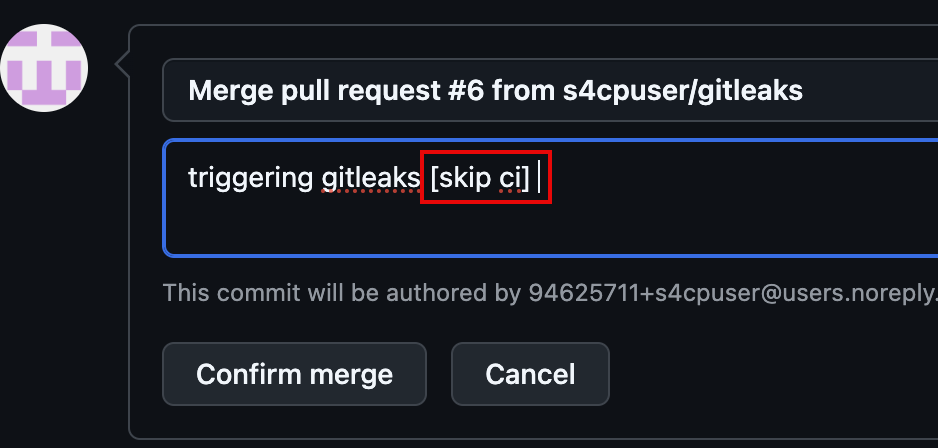 Merge pull request #6 from s4cpuser/gitleaks
triggering gitleaks [skip ci]
This commit will be authored by 94625711+s4cpuser@users.noreply.
Confirm merge
Cancel